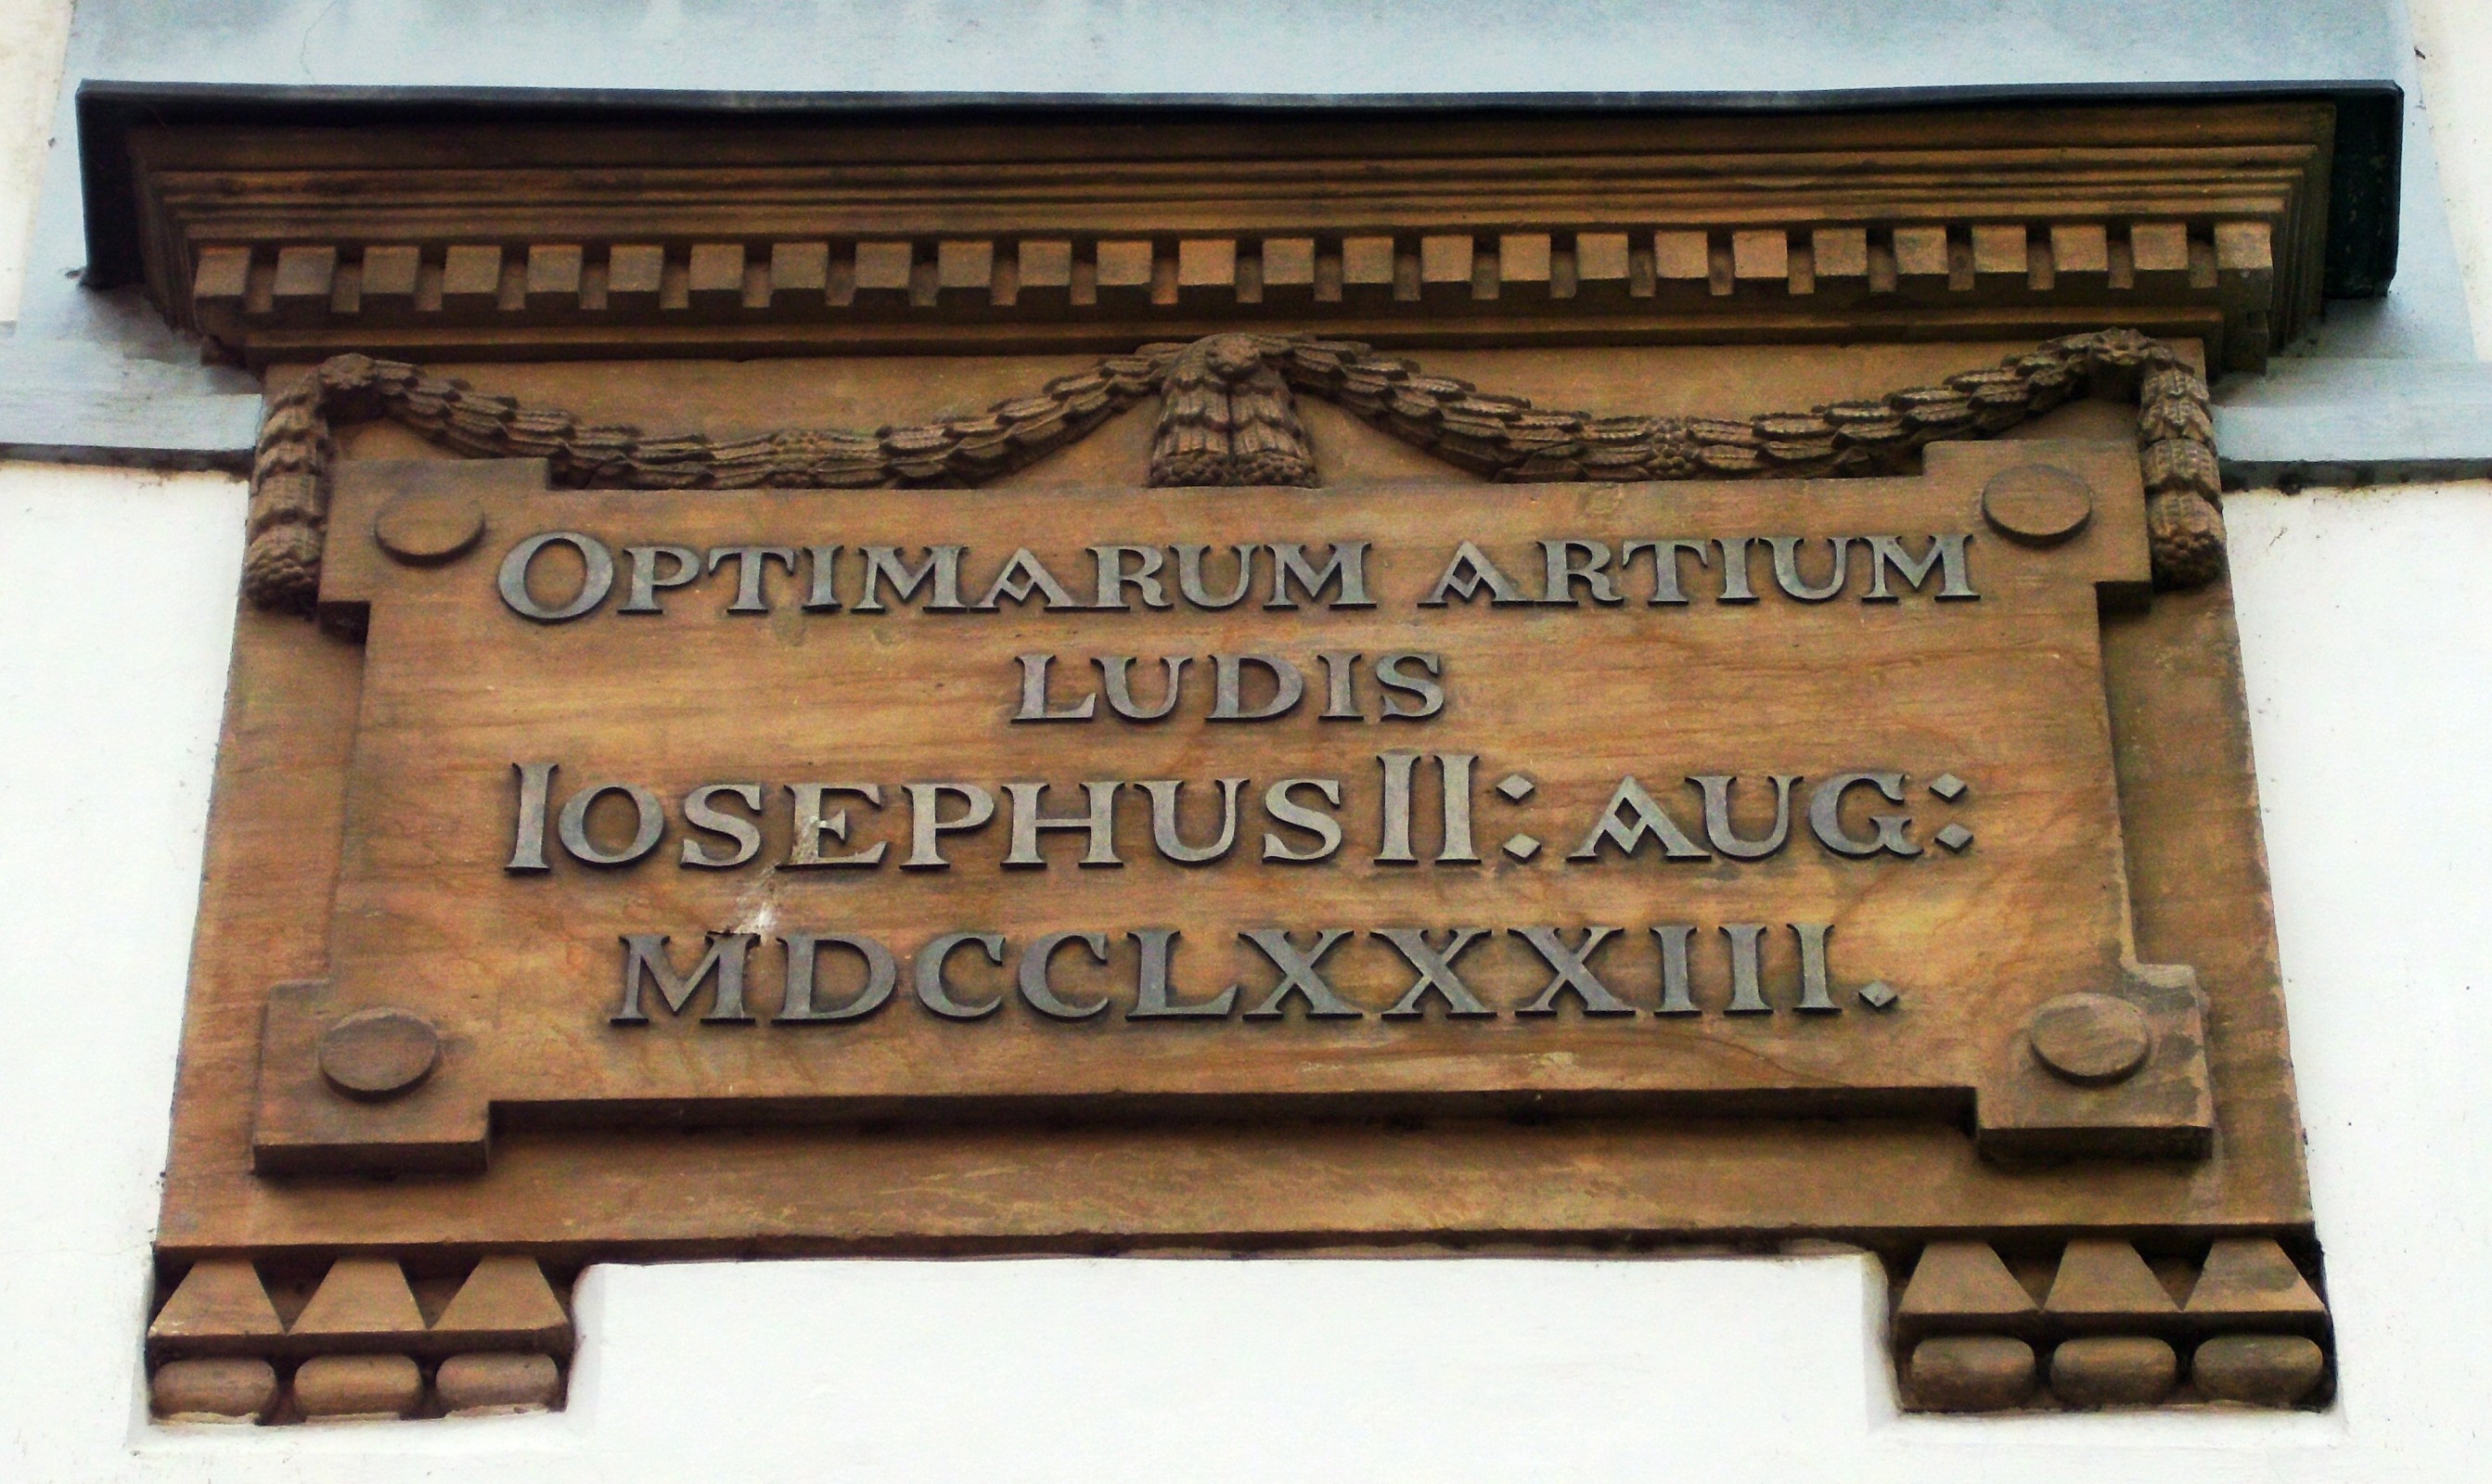 OPTIMARUM ARTIUM
LUDIS
IOSEPHUS II: AUG:
MDCCLXXXIII.